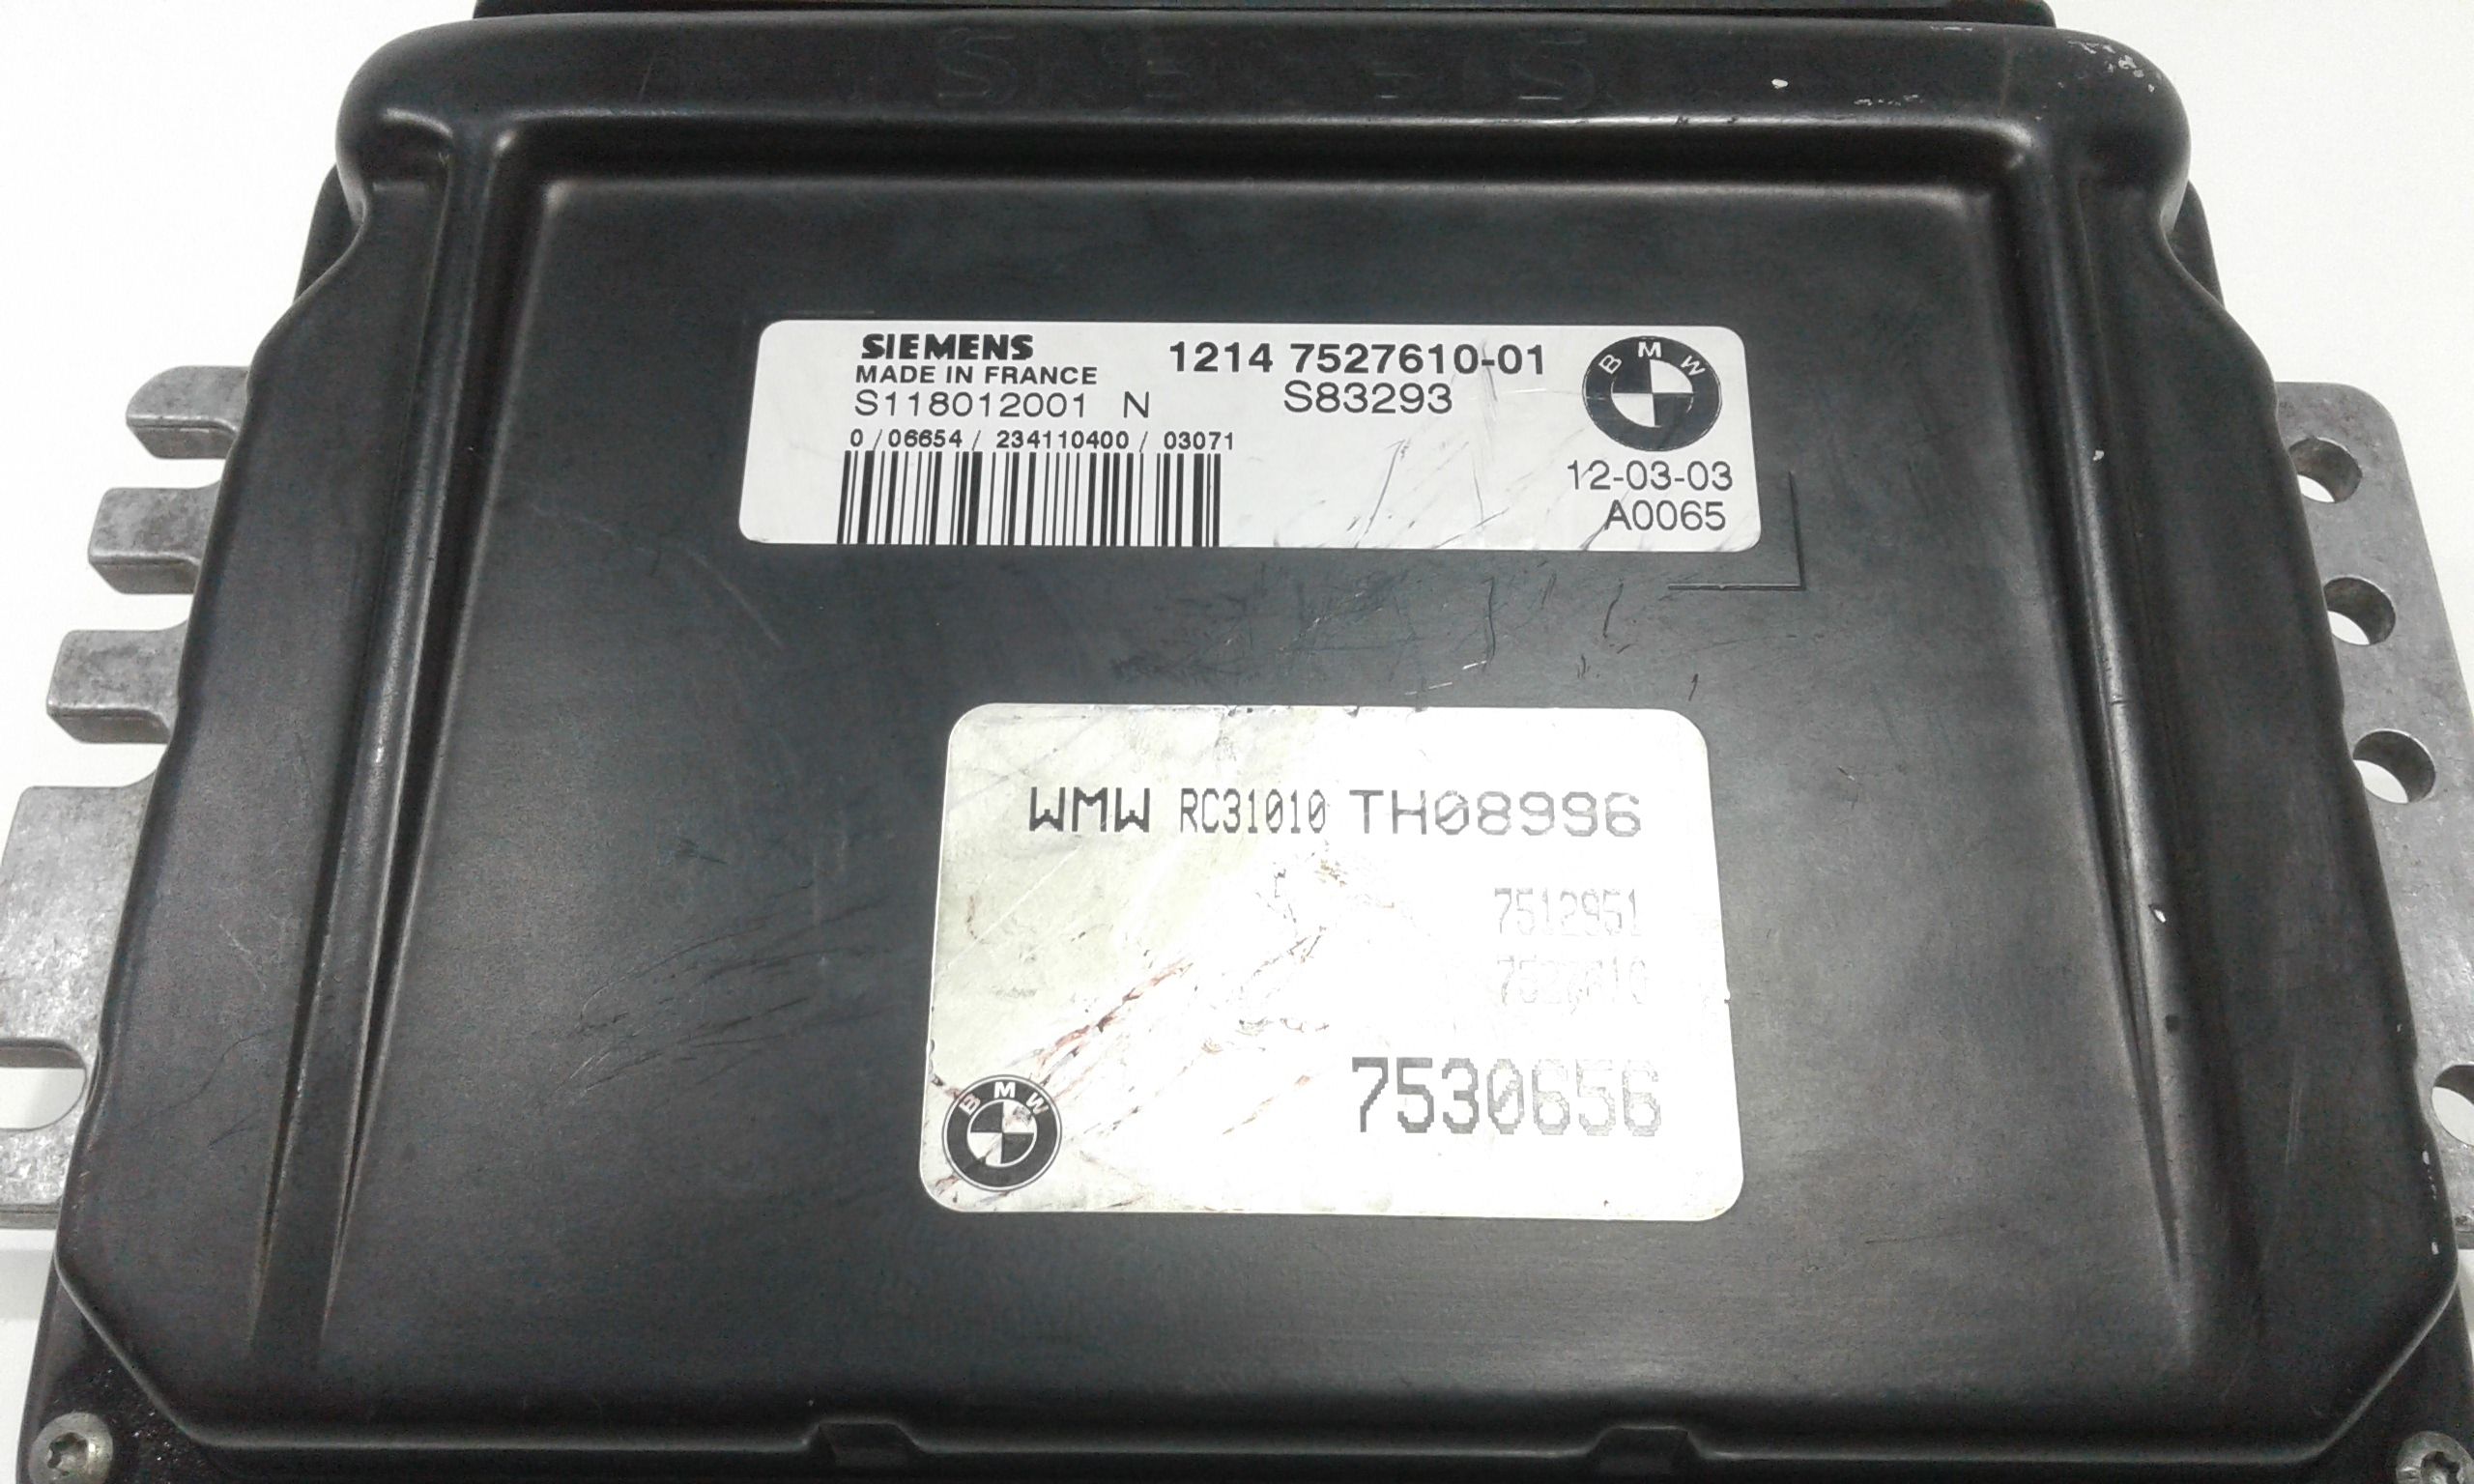 SIEMENS
MADE IN FRANCE
S118012001 N
1214 7527610-01
S83293
BMW
0 / 06654 / 234110400 / 03071
12-03-03
A0065
WMW RC31010 TH08996
7512951
7530656
BMW